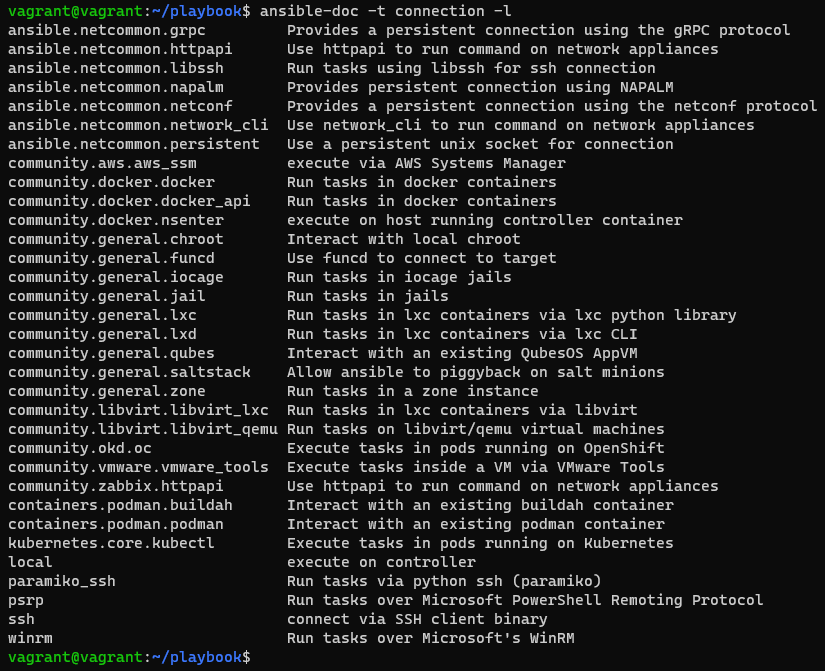 vagrant@vagrant:~/playbook$ ansible-doc -t connection -l
ansible.netcommon.grpc         Provides a persistent connection using the gRPC protocol
ansible.netcommon.httpapi      Use httpapi to run command on network appliances
ansible.netcommon.libssh       Run tasks using libssh for ssh connection
ansible.netcommon.napalm       Provides persistent connection using NAPALM
ansible.netcommon.netconf      Provides a persistent connection using the netconf protocol
ansible.netcommon.network_cli  Use network_cli to run command on network appliances
ansible.netcommon.persistent   Use a persistent unix socket for connection
community.aws.aws_ssm          execute via AWS Systems Manager
community.docker.docker        Run tasks in docker containers
community.docker.docker_api    Run tasks in docker containers
community.docker.nsenter       execute on host running controller container
community.general.chroot       Interact with local chroot
community.general.funcd        Use funcd to connect to target
community.general.iocage       Run tasks in iocage jails
community.general.jail         Run tasks in jails
community.general.lxc          Run tasks in lxc containers via lxc python library
community.general.lxd          Run tasks in lxc containers via lxc CLI
community.general.qubes        Interact with an existing QubesOS AppVM
community.general.saltstack    Allow ansible to piggyback on salt minions
community.general.zone         Run tasks in a zone instance
community.libvirt.libvirt_lxc  Run tasks in lxc containers via libvirt
community.libvirt.libvirt_qemu Run tasks on libvirt/qemu virtual machines
community.okd.oc               Execute tasks in pods running on OpenShift
community.vmware.vmware_tools  Execute tasks inside a VM via VMware Tools
community.zabbix.httpapi       Use httpapi to run command on network appliances
containers.podman.buildah      Interact with an existing buildah container
containers.podman.podman       Interact with an existing podman container
kubernetes.core.kubectl        Execute tasks in pods running on Kubernetes
local                          execute on controller
paramiko_ssh                   Run tasks via python ssh (paramiko)
psrp                           Run tasks over Microsoft PowerShell Remoting Protocol
ssh                            connect via SSH client binary
winrm                          Run tasks over Microsoft's WinRM
vagrant@vagrant:~/playbook$